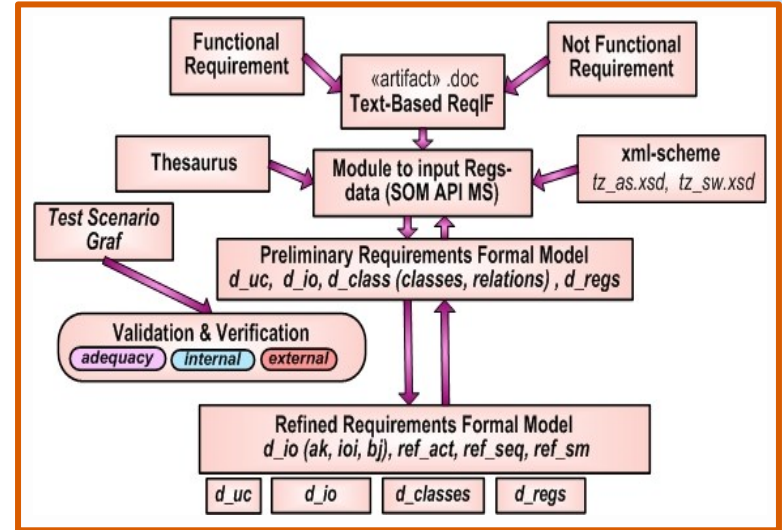 Functional
Requirement
Not Functional
Requirement
«artifact» .doc
Text-Based ReqIF
Thesaurus
Module to input Regs-
data (SOM API MS)
xml-scheme
tz_as.xsd, tz_sw.xsd
Test Scenario
Graf
Preliminary Requirements Formal Model
d_uc, d_io, d_class (classes, relations) , d_regs
Validation & Verification
adequacy internal external
Refined Requirements Formal Model
d_io (ak, ioi, bj), ref_act, ref_seq, ref_sm
d_uc d_io d_classes d_regs